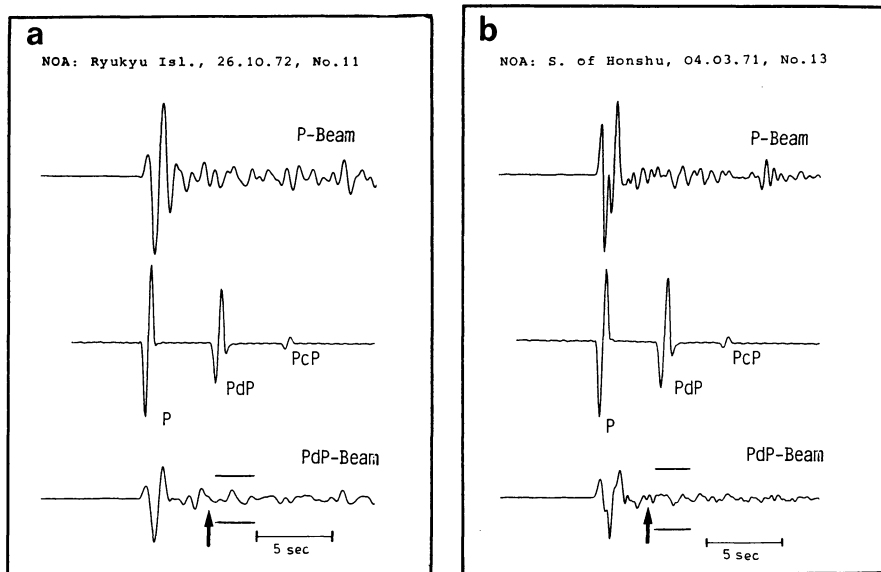 a
NOA: Ryukyu Isl., 26.10.72, No.11
P-Beam
PcP
PdP
P
PdP-Beam
5 sec
b
NOA: S. of Honshu, 04.03.71, No.13
P-Beam
PcP
PdP
P
PdP-Beam
5 sec